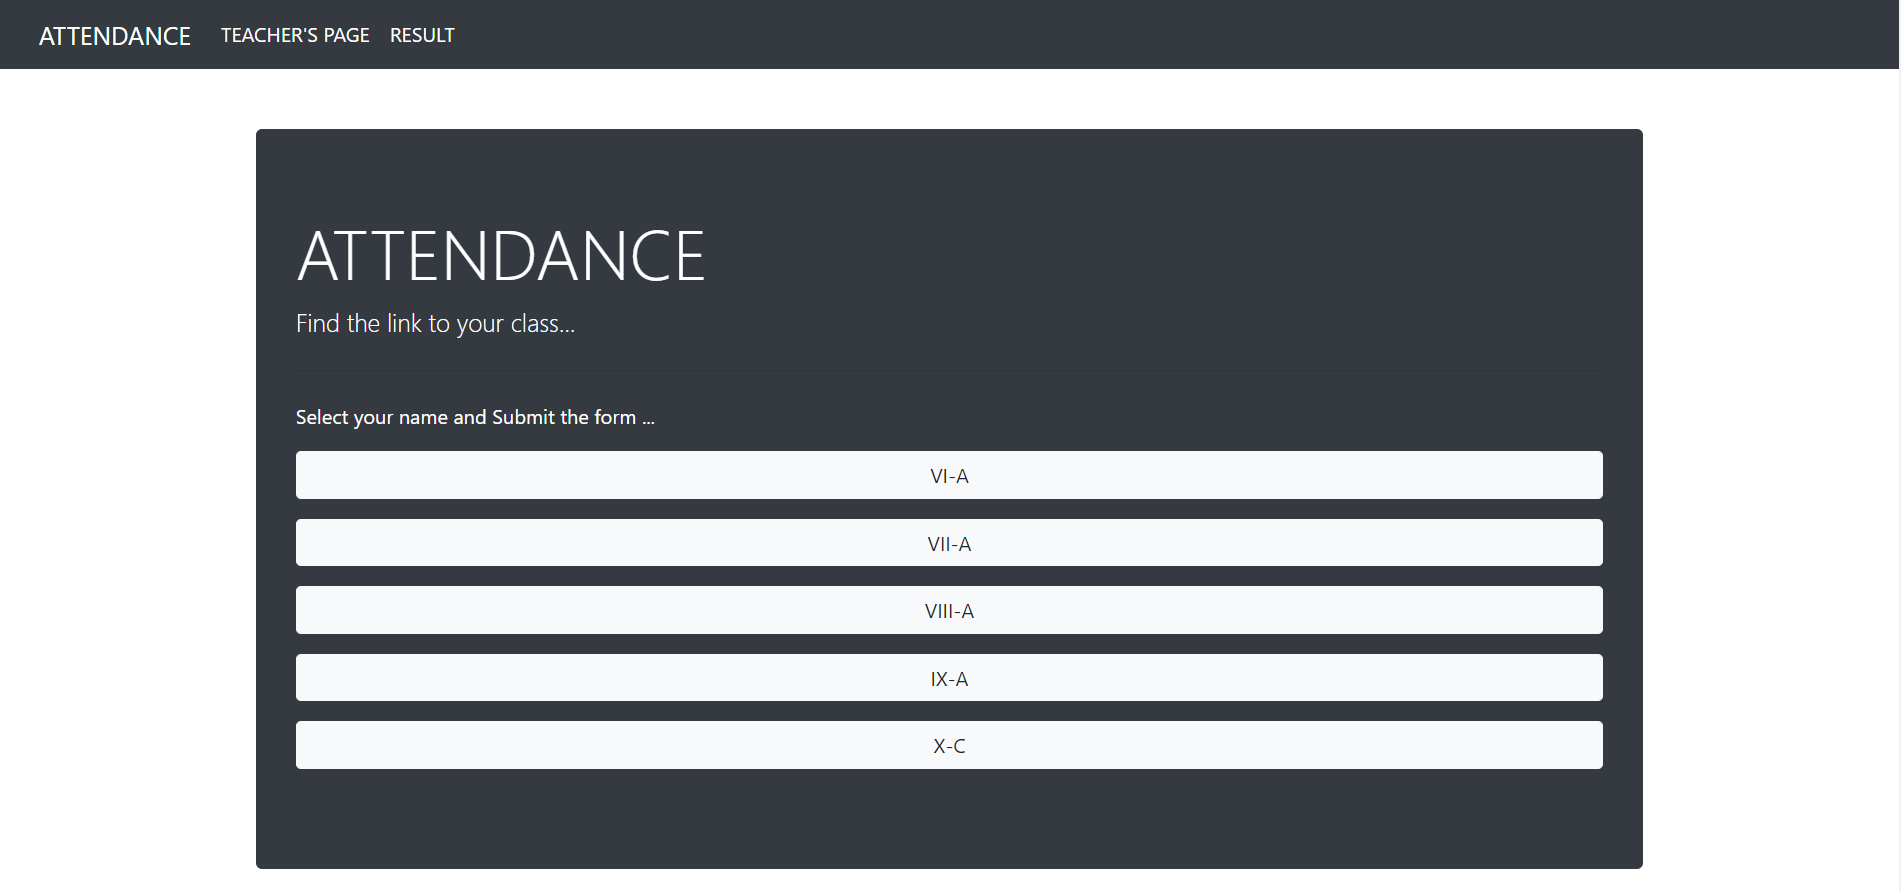 ATTENDANCE TEACHER'S PAGE RESULT
ATTENDANCE
Find the link to your class...
Select your name and Submit the form ...
VI-A
VII-A
VIII-A
IX-A
X-C